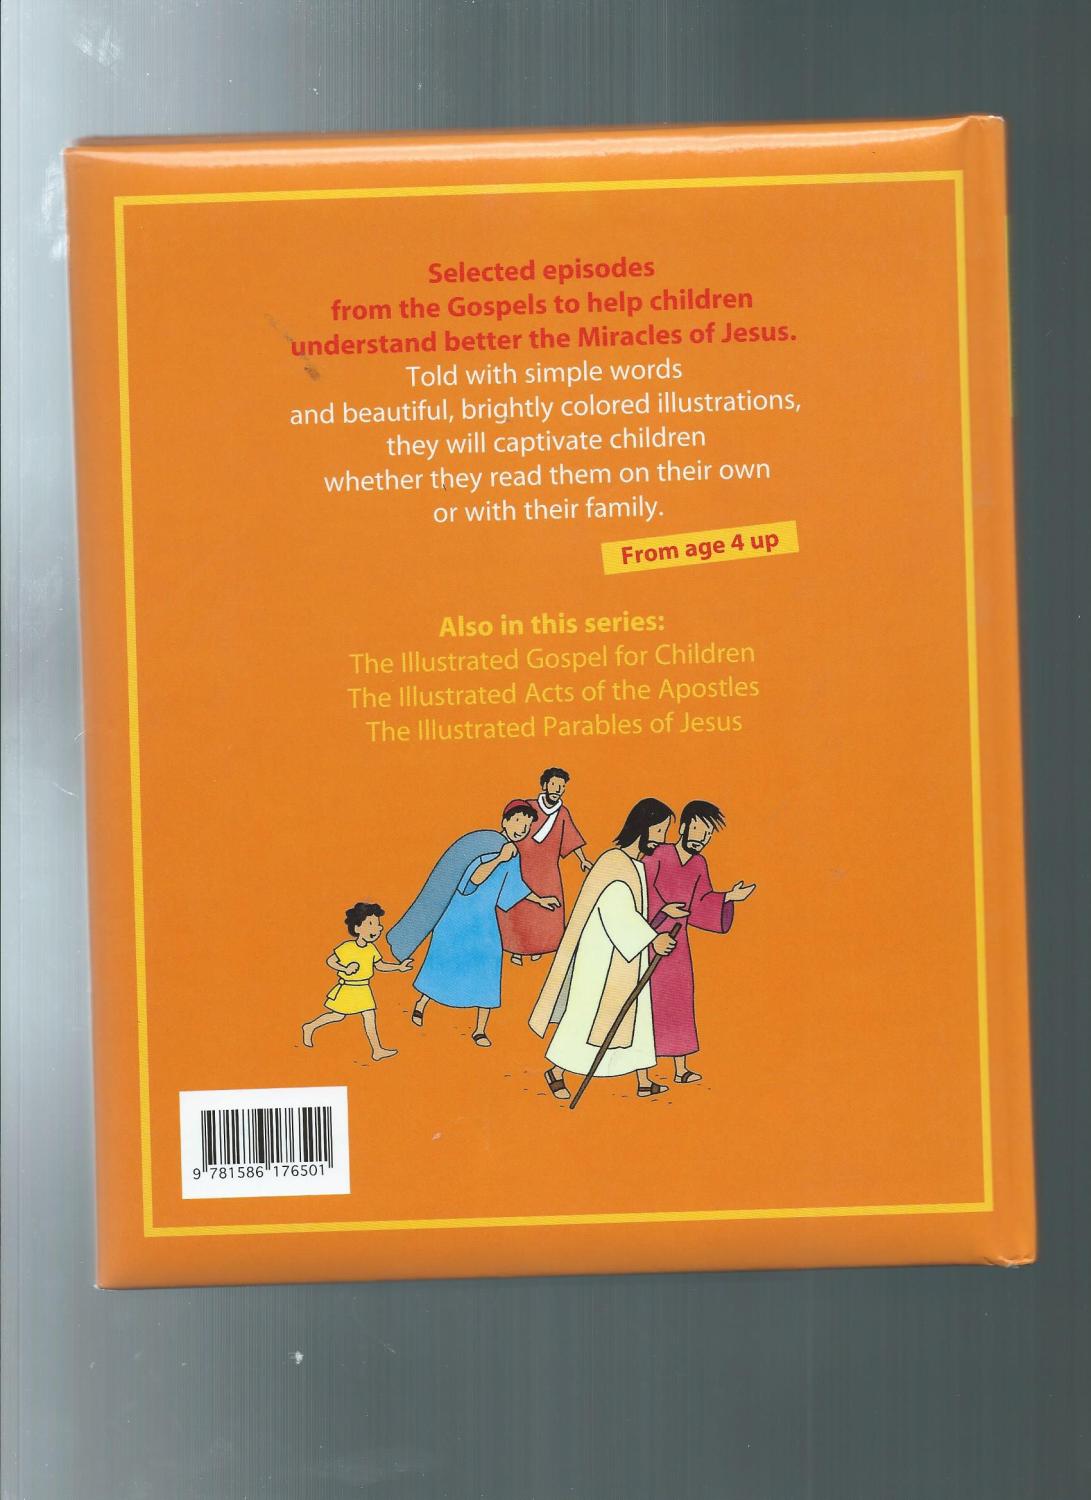 Selected episodes
from the Gospels to help children
understand better the Miracles of Jesus.
Told with simple words
and beautiful, brightly colored illustrations,
they will captivate children
whether they read them on their own
or with their family.
From age 4 up
Also in this series:
The Illustrated Gospel for Children
The Illustrated Acts of the Apostles
The Illustrated Parables of Jesus
9 781586 176501